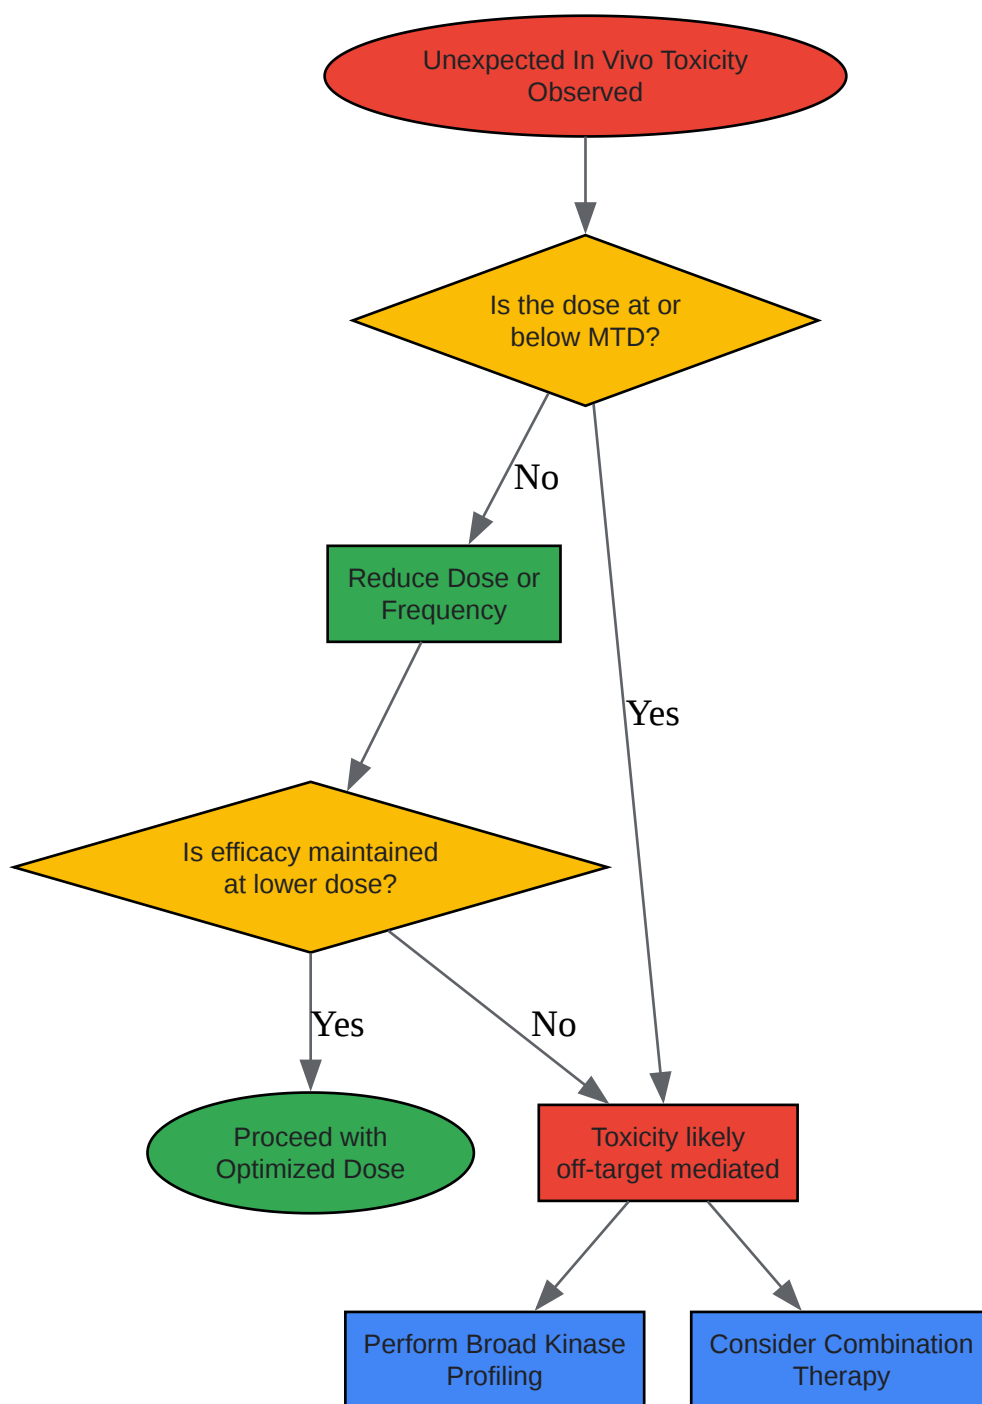 Unexpected In Vivo Toxicity
Observed
Is the dose at or
below MTD?
No
Reduce Dose or
Frequency
Yes
Is efficacy maintained
at lower dose?
Yes
No
Proceed with
Optimized Dose
Toxicity likely
off-target mediated
Perform Broad Kinase
Profiling
Consider Combination
Therapy